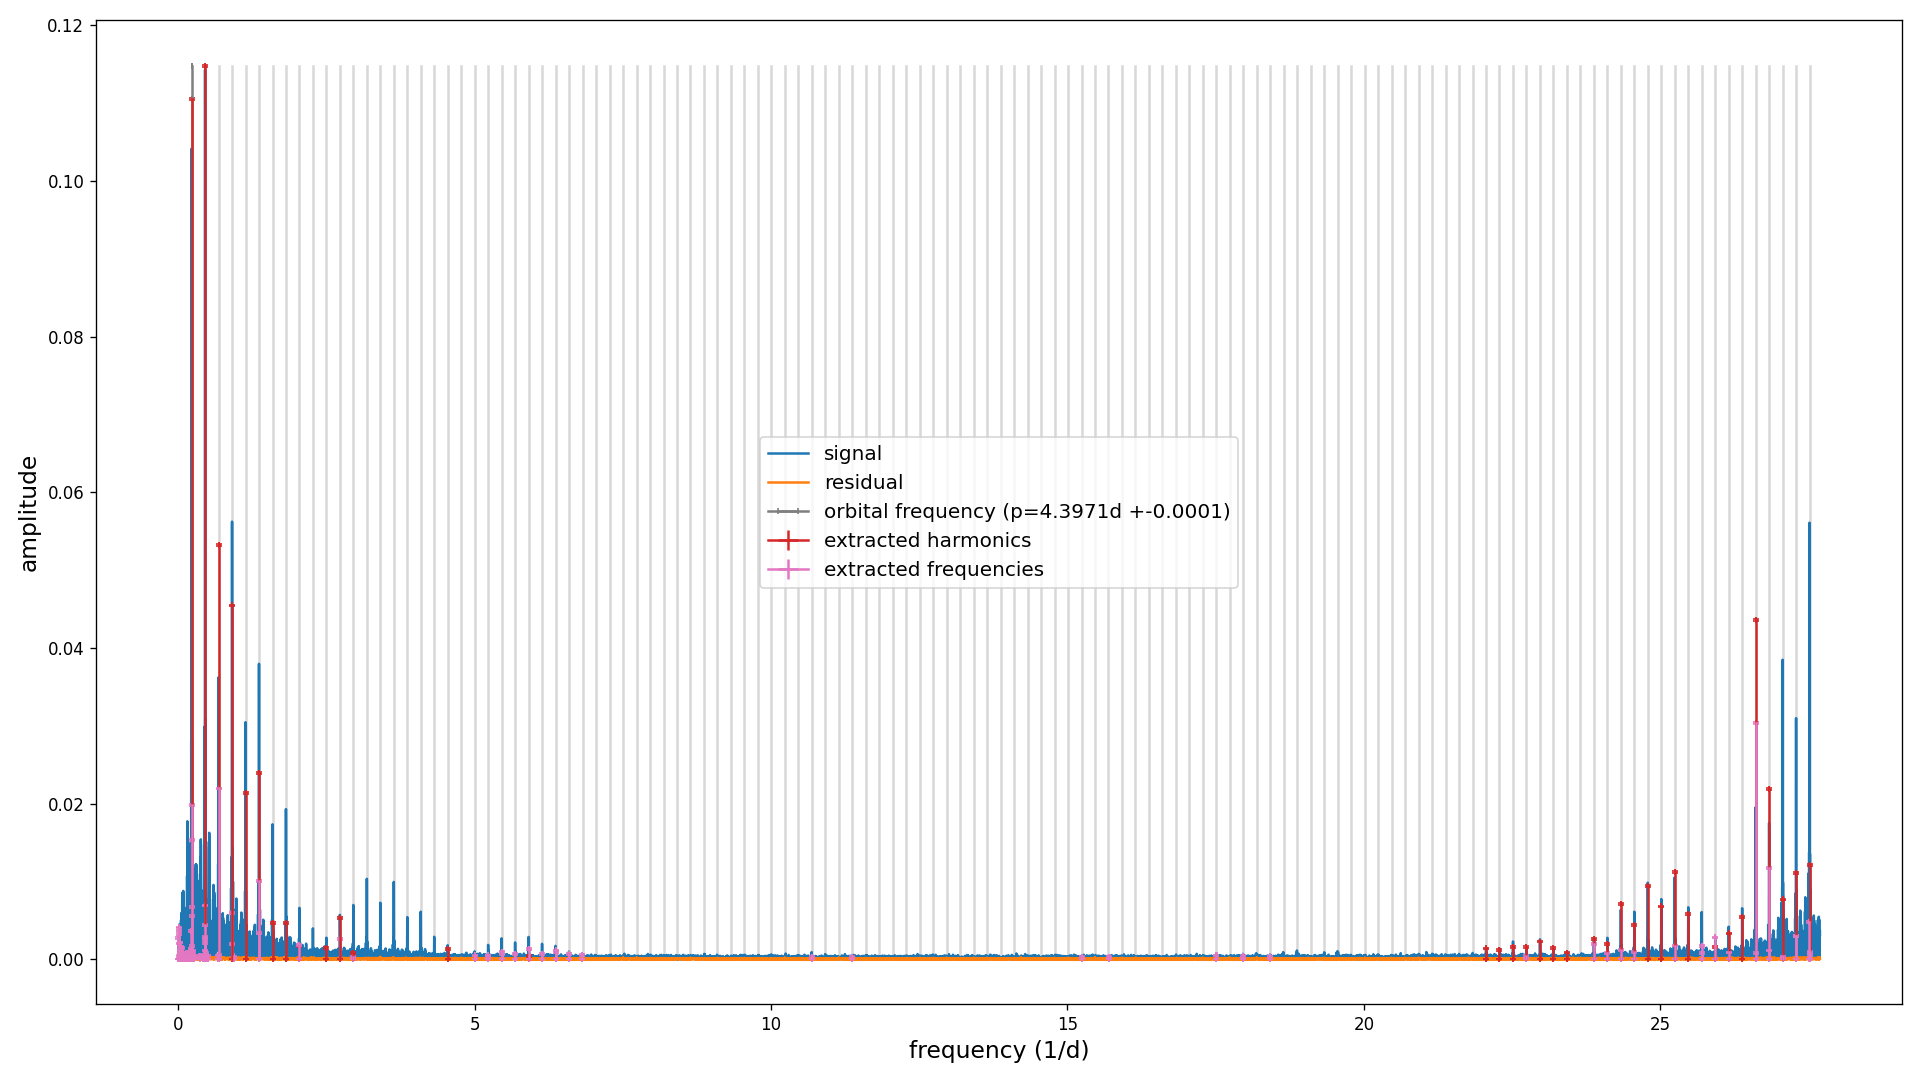 0.12
0.10
0.08
0.06
0.04
0.02
0.00
amplitude
signal
residual
orbital frequency (p=4.3971d +-0.0001)
extracted harmonics
extracted frequencies
0 5 10 15 20 25
frequency (1/d)